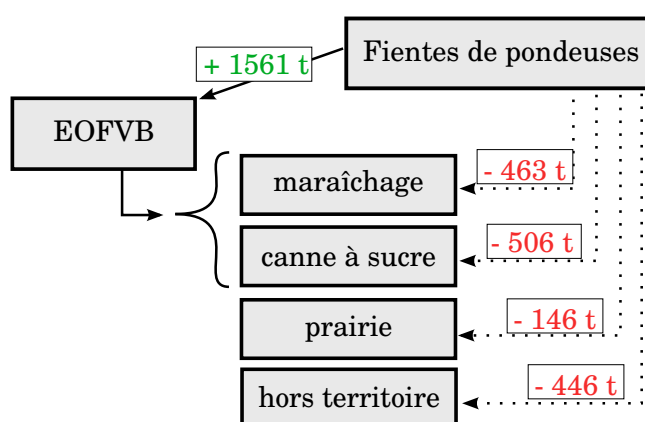 Fientes de pondeuses
+ 1561 t
EOFVB
maraîchage
- 463 t
canne à sucre
- 506 t
prairie
- 146 t
hors territoire
- 446 t